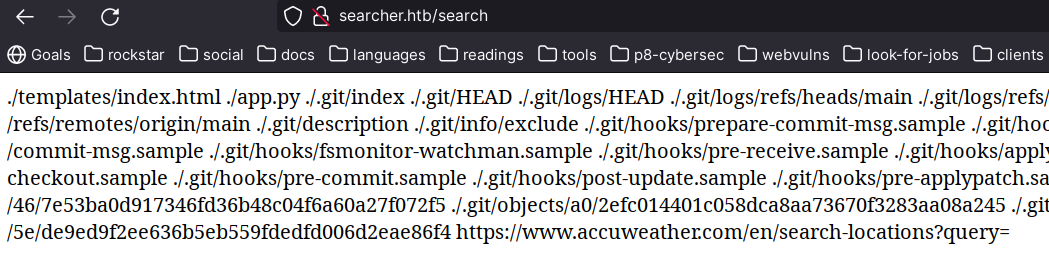 searcher.htb/search
Goals rockstar social docs languages readings tools p8-cybersec webvulns look-for-jobs clients
./templates/index.html ./app.py ./.git/index ./.git/HEAD ./.git/logs/HEAD ./.git/logs/refs/heads/main ./.git/logs/refs/
/refs/remotes/origin/main ./.git/description ./.git/info/exclude ./.git/hooks/prepare-commit-msg.sample ./.git/hoo
/commit-msg.sample ./.git/hooks/fsmonitor-watchman.sample ./.git/hooks/pre-receive.sample ./.git/hooks/apply
checkout.sample ./.git/hooks/pre-commit.sample ./.git/hooks/post-update.sample ./.git/hooks/pre-applypatch.sa
/46/7e53ba0d917346fd36b48c04f6a60a27f072f5 ./.git/objects/a0/2efc014401c058dca8aa73670f3283aa08a245 ./.git
/5e/de9ed9f2ee636b5eb559fdedfd006d2eae86f4 https://www.accuweather.com/en/search-locations?query=